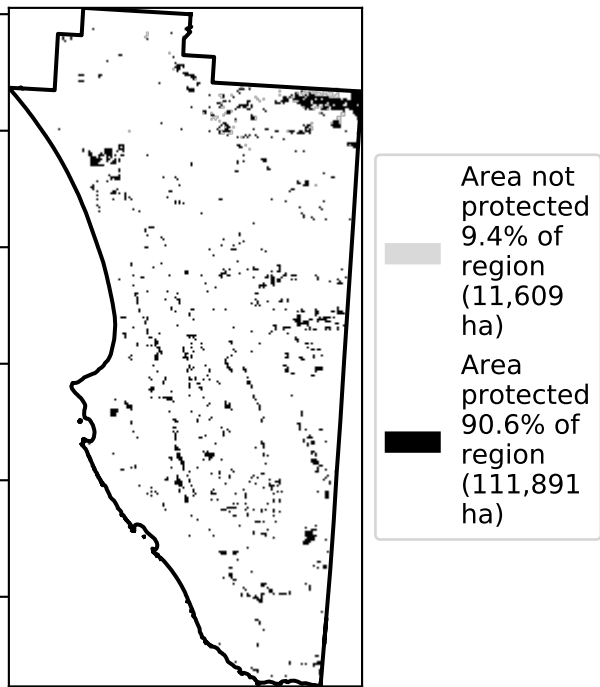 Area not
protected
9.4% of
region
(11,609
ha)
Area
protected
90.6% of
region
(111,891
ha)